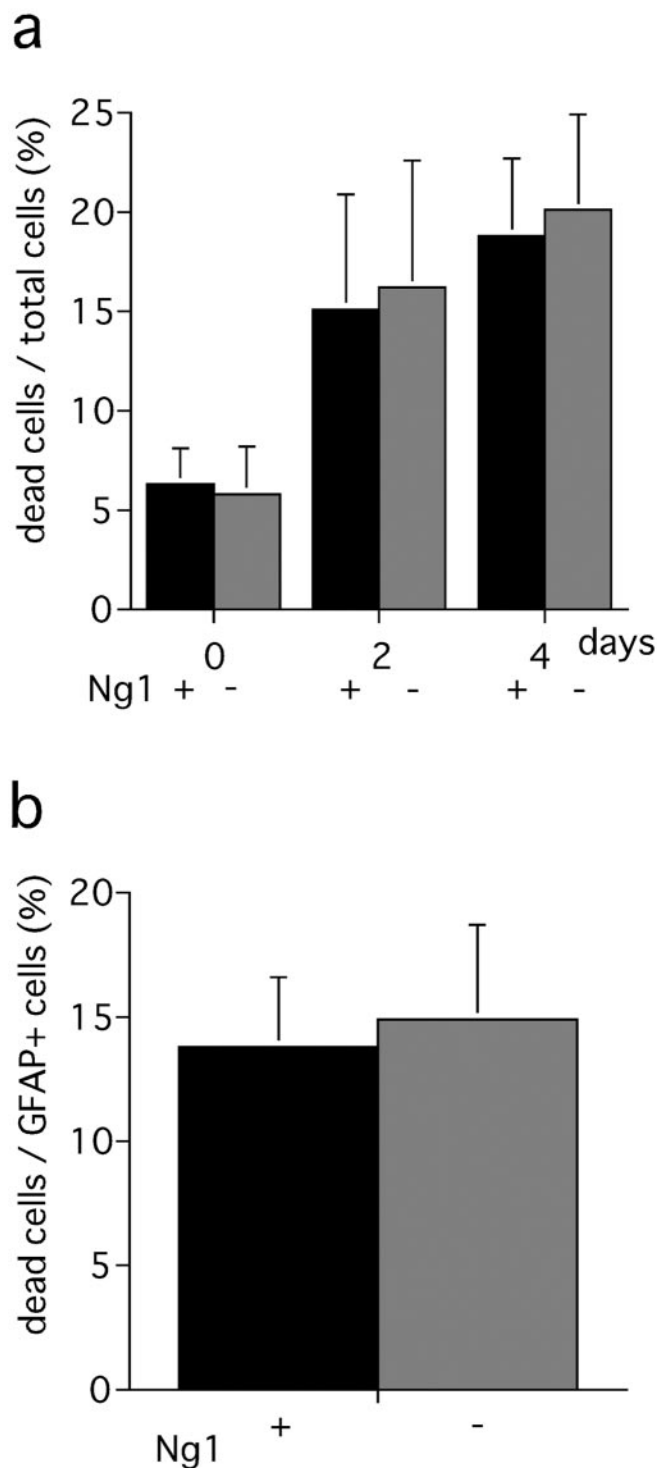 a
dead cells / total cells (%)
25
20
15
10
5
0
0 2 4 days
Ng1 + - + - + -
b
dead cells / GFAP+ cells (%)
20
15
10
5
0
+ -
Ng1